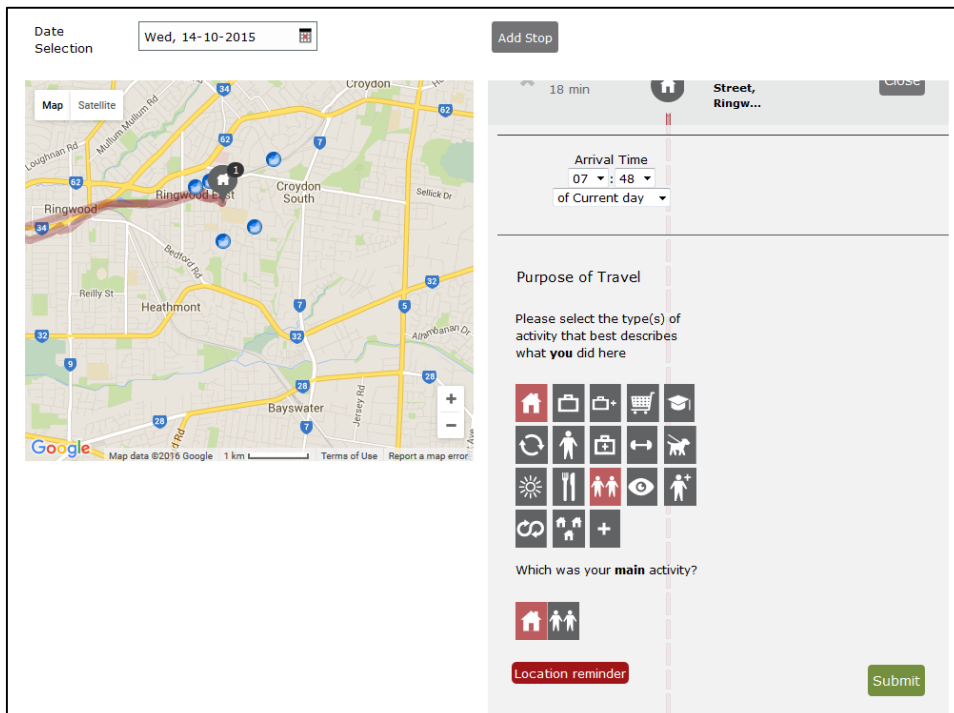 Date
Selection
Wed, 14-10-2015
Add Stop
Map
Satellite
Croydon
34
62
Mullum Mullum Rd
Loughnan Rd
7
62
1
62
Ringwood East
Croydon
South
Sellick Dr
Ringwood
34
Bedford Rd
32
Reilly St
Heathmont
7
5
32
32
9
28
28
Bayswater
7
Jersey Rd
28
+
−
Google
Map data ©2016 Google
1 km
Terms of Use
Report a map error
18 min
Street,
Ringw...
Close
Arrival Time
07 : 48
of Current day
Purpose of Travel
Please select the type(s) of
activity that best describes
what you did here
Which was your main activity?
Location reminder
Submit